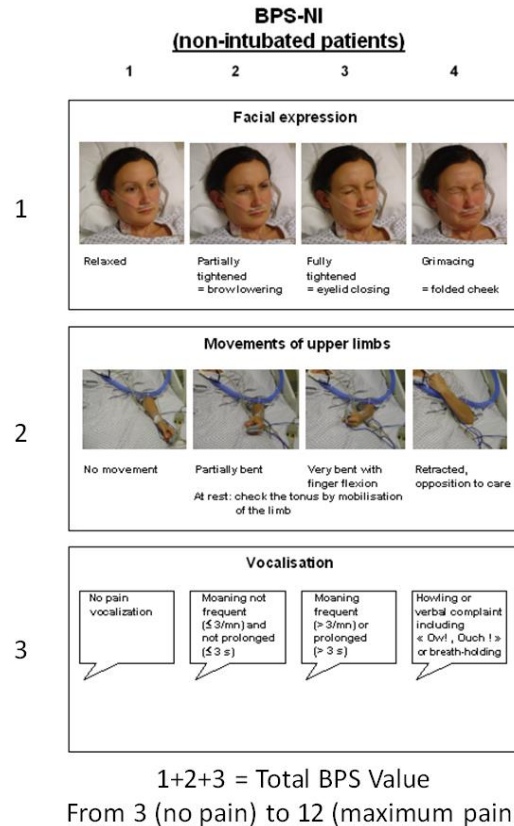 BPS-NI
(non-intubated patients)
1 2 3 4
1
Facial expression
Relaxed
Partially
tightened
= brow lowering
Fully
tightened
= eyelid closing
Grimacing
= folded cheek
2
Movements of upper limbs
No movement
Partially bent
Very bent with
finger flexion
Retracted,
opposition to care
At rest: check the tonus by mobilisation
of the limb
3
Vocalisation
No pain
vocalization
Moaning not
frequent
(≤ 3/mn) and
not prolonged
(≤ 3 s)
Moaning
frequent
(> 3/mn) or
prolonged
(> 3 s)
Howling or
verbal complaint
including
« Ow! , Ouch ! »
or breath-holding
1+2+3 = Total BPS Value
From 3 (no pain) to 12 (maximum pain